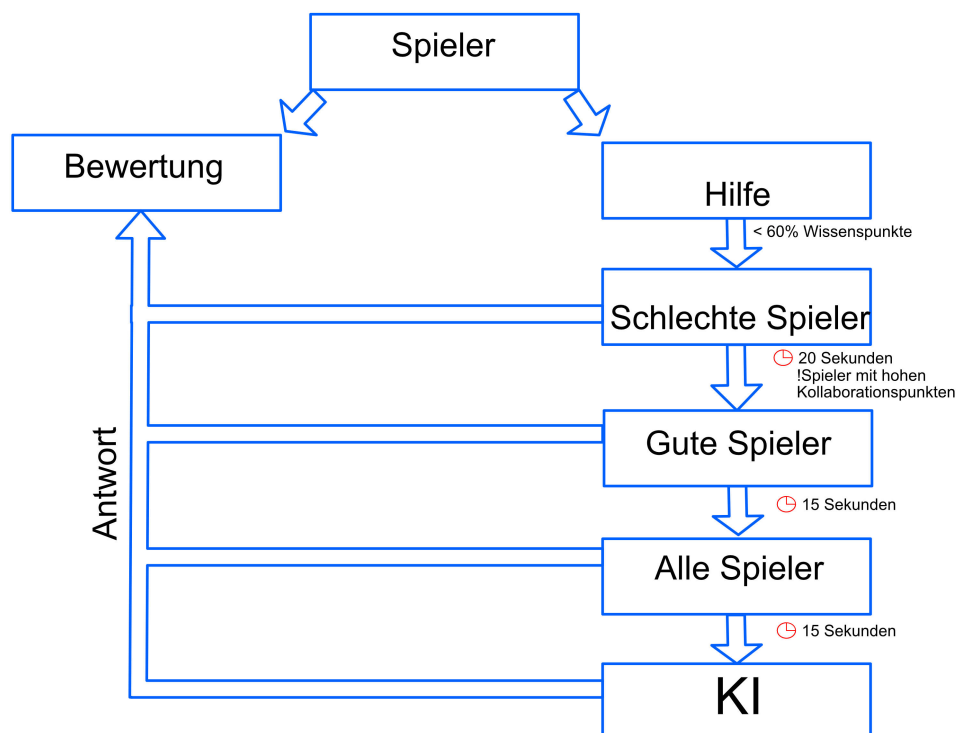 Spieler
Bewertung
Hilfe
< 60% Wissenspunkte
Schlechte Spieler
20 Sekunden
!Spieler mit hohen
Kollaborationspunkten
Gute Spieler
15 Sekunden
Alle Spieler
15 Sekunden
KI
Antwort